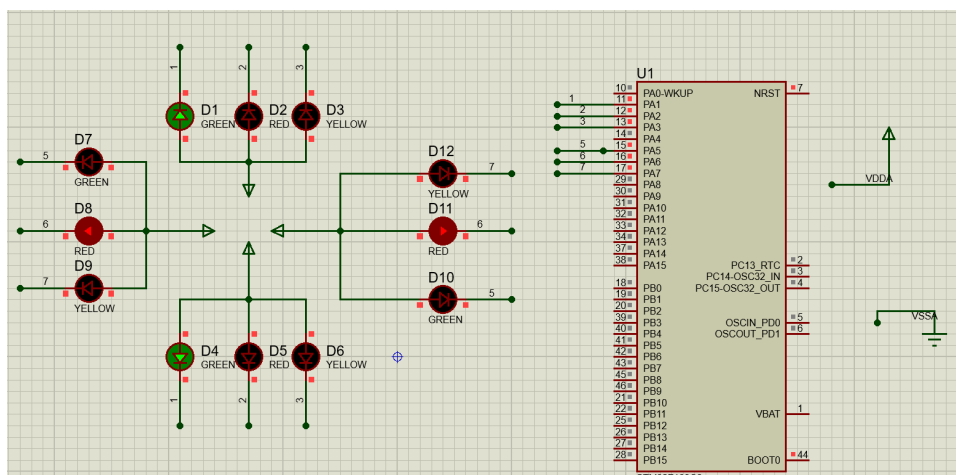 1 2 3
D1 GREEN
D2 RED
D3 YELLOW
D7
5
GREEN
D8
6
RED
D9
7
YELLOW
D12
7
YELLOW
D11
6
RED
D10
5
GREEN
D4 GREEN
D5 RED
D6 YELLOW
1 2 3
U1
10 PA0-WKUP
1 11 PA1
2 12 PA2
3 13 PA3
14 PA4
5 15 PA5
6 16 PA6
7 17 PA7
29 PA8
30 PA9
31 PA10
32 PA11
33 PA12
34 PA13
37 PA14
38 PA15
18 PB0
19 PB1
20 PB2
39 PB3
40 PB4
41 PB5
42 PB6
43 PB7
45 PB8
46 PB9
21 PB10
22 PB11
25 PB12
26 PB13
27 PB14
28 PB15
NRST 7
PC13_RTC 2
PC14-OSC32_IN 3
PC15-OSC32_OUT 4
OSCIN_PD0 5
OSCOUT_PD1 6
VBAT 1
BOOT0 44
VDDA
VSSA